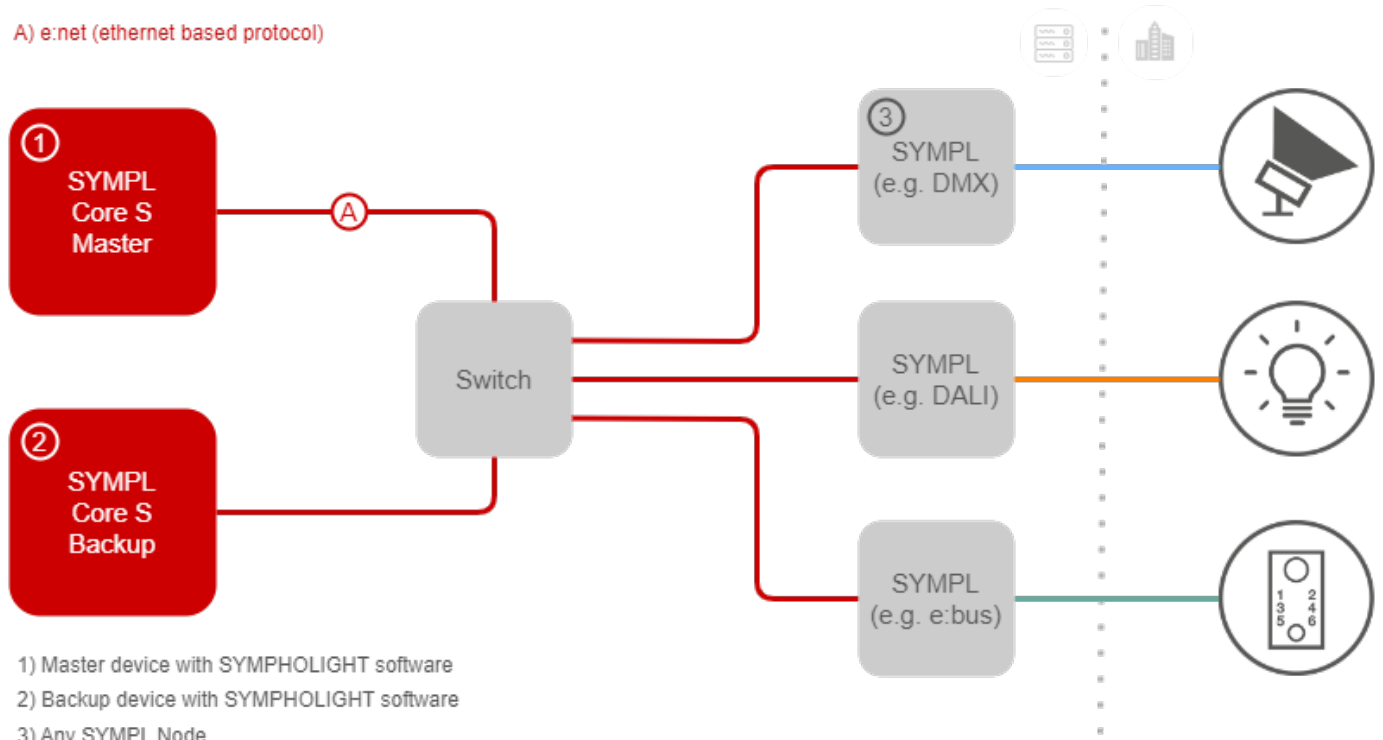 A) e:net (ethernet based protocol)
1
SYMPL
Core S
Master
A
3
SYMPL
(e.g. DMX)
Switch
SYMPL
(e.g. DALI)
2
SYMPL
Core S
Backup
SYMPL
(e.g. e:bus)
1 2
3 4
5 6
1) Master device with SYMPHOLIGHT software
2) Backup device with SYMPHOLIGHT software
3) Any SYMPL Node